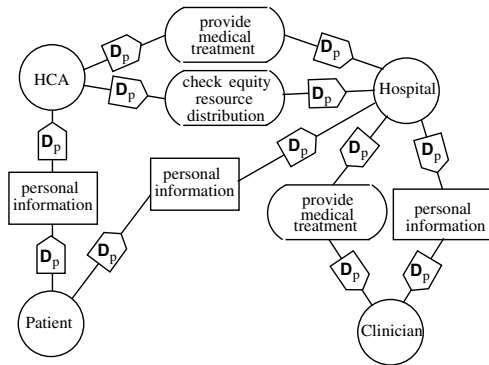 provide
medical
treatment
Dp
Dp
HCA
check equity
resource
distribution
Dp
Dp
Hospital
Dp
Dp
Dp
Dp
personal
information
personal
information
provide
medical
treatment
personal
information
Dp
Dp
Dp
Dp
Patient
Clinician